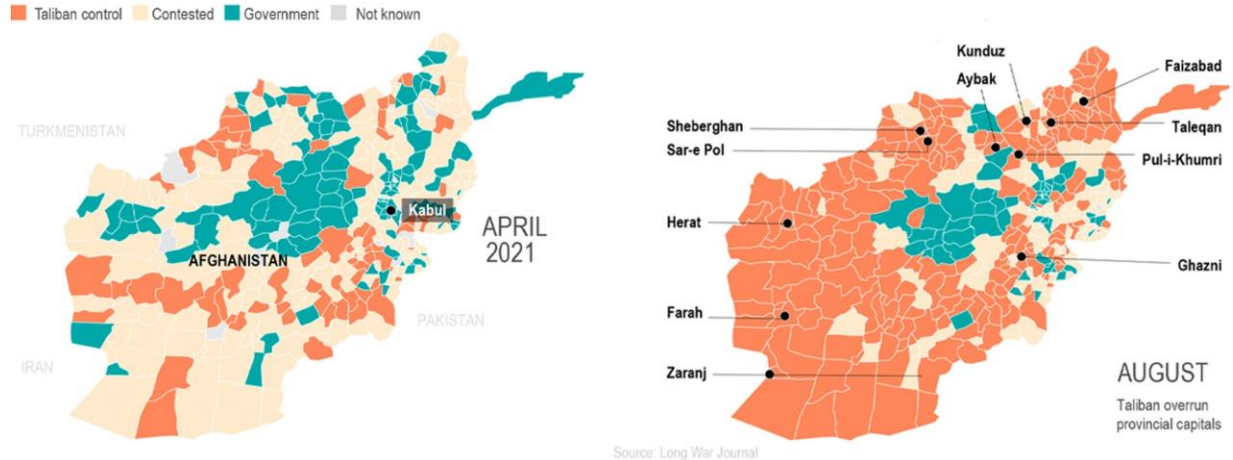 Taliban control
Contested
Government
Not known
TURKMENISTAN
Kabul
APRIL
2021
AFGHANISTAN
PAKISTAN
IRAN
Kunduz
Aybak
Faizabad
Sheberghan
Sar-e Pol
Taleqan
Pul-i-Khumri
Herat
Ghazni
Farah
Zaranj
AUGUST
Taliban overrun
provincial capitals
Source: Long War Journal